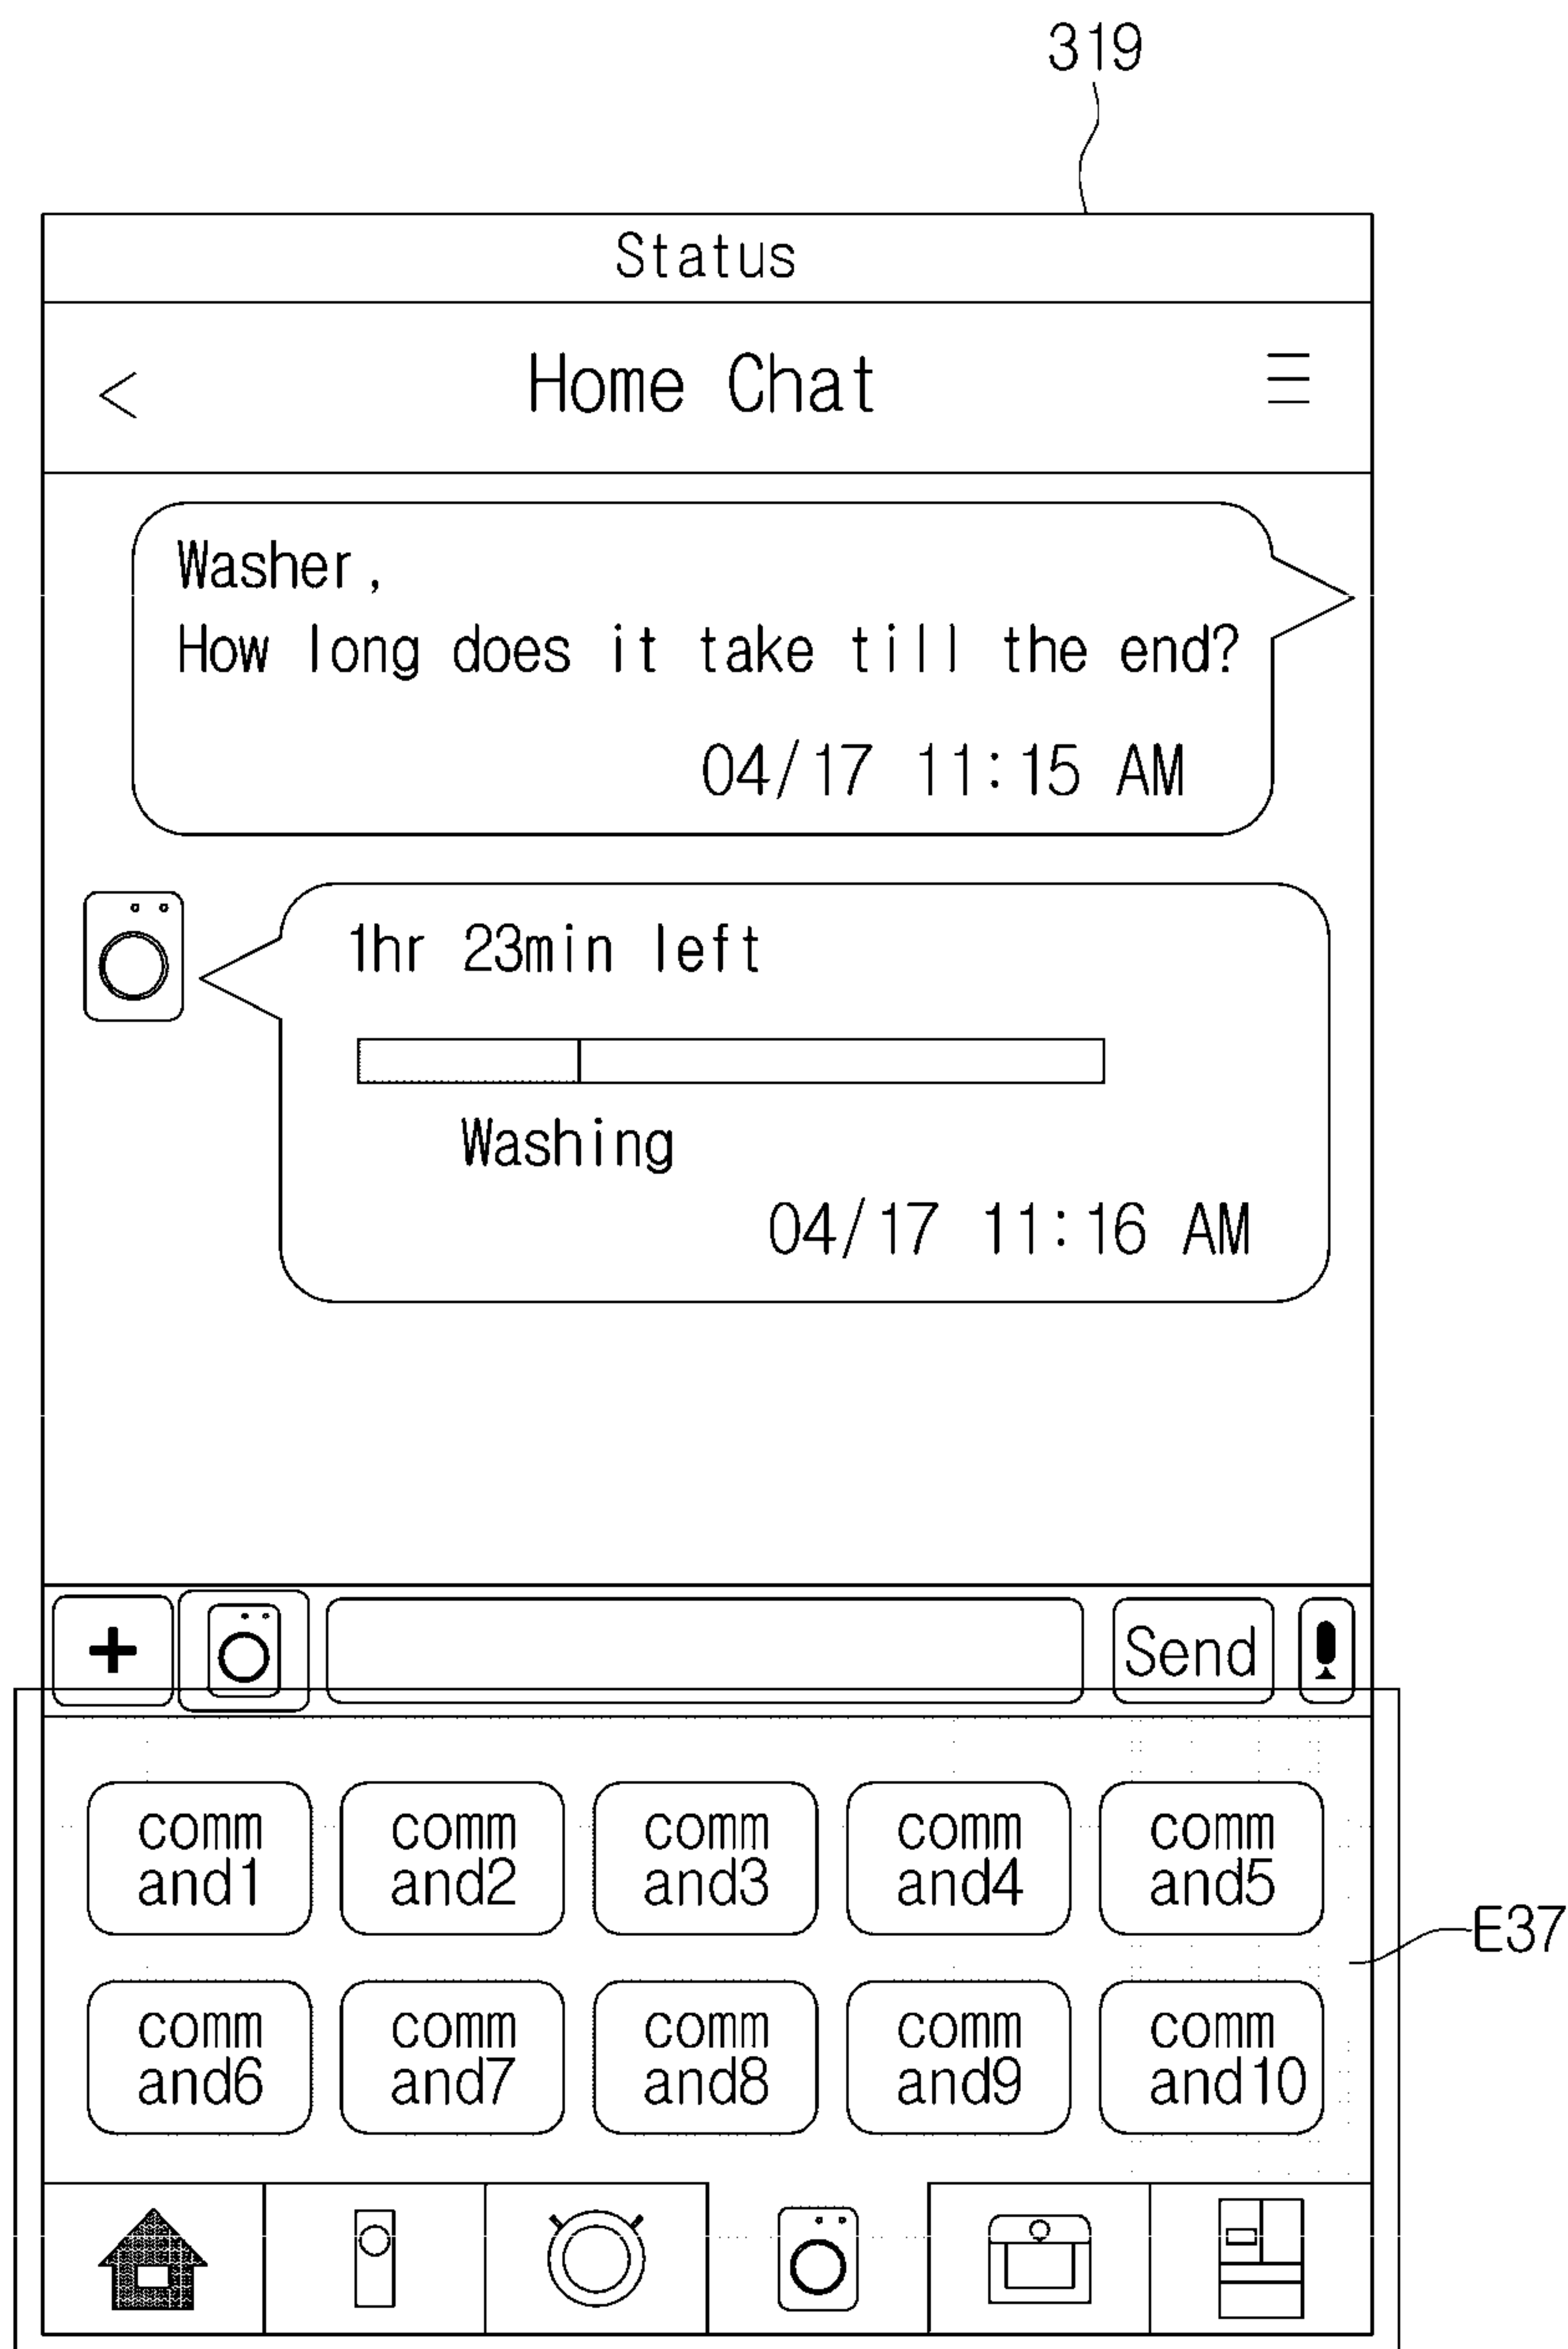 319
Status
< Home Chat
Washer,
How long does it take till the end?
04/17 11:15 AM
1hr 23min left
Washing
04/17 11:16 AM
+ Send
comm comm comm comm comm
and1 and2 and3 and4 and5
E37
comm comm comm comm comm
and6 and7 and8 and9 and10